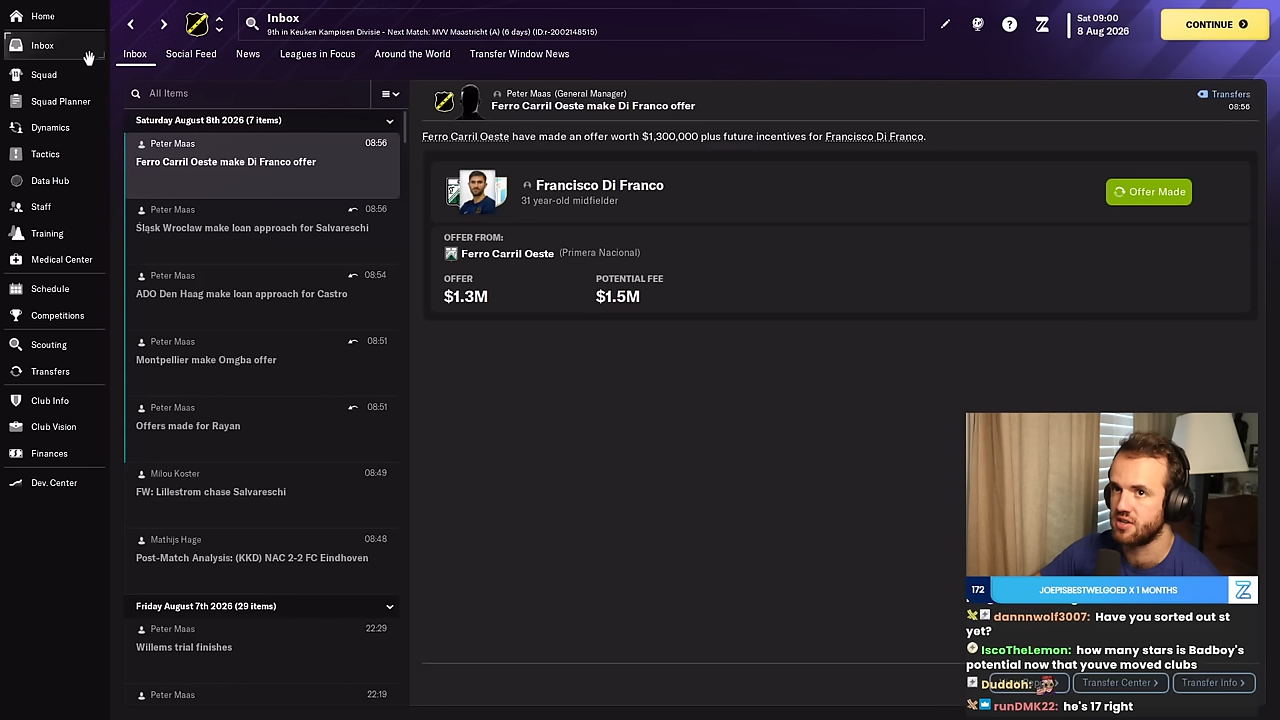 Home
Inbox
Squad
Squad Planner
Dynamics
Tactics
Data Hub
Staff
Training
Medical Center
Schedule
Competitions
Scouting
Transfers
Club Info
Club Vision
Finances
Dev. Center
Inbox
9th in Keuken Kampioen Divisie - Next Match: MVV Maastricht (A) (6 days) (ID:r-2002148515)
Sat 09:00
8 Aug 2026
CONTINUE
Inbox
Social Feed
News
Leagues in Focus
Around the World
Transfer Window News
All Items
Saturday August 8th 2026 (7 items)
Peter Maas 08:56
Ferro Carril Oeste make Di Franco offer
Peter Maas 08:56
Śląsk Wroclaw make loan approach for Salvareschi
Peter Maas 08:54
ADO Den Haag make loan approach for Castro
Peter Maas 08:51
Montpellier make Omgba offer
Peter Maas 08:51
Offers made for Rayan
Milou Koster 08:49
FW: Lillestrøm chase Salvareschi
Mathijs Hage 08:48
Post-Match Analysis: (KKD) NAC 2-2 FC Eindhoven
Friday August 7th 2026 (29 items)
Peter Maas 22:29
Willems trial finishes
Peter Maas 22:19
Peter Maas (General Manager)
Ferro Carril Oeste make Di Franco offer
Transfers
08:56
Ferro Carril Oeste have made an offer worth $1,300,000 plus future incentives for Francisco Di Franco.
Francisco Di Franco
31 year-old midfielder
Offer Made
OFFER FROM:
Ferro Carril Oeste (Primera Nacional)
OFFER
POTENTIAL FEE
$1.3M
$1.5M
172
JOEPISBESTWELGOED X 1 MONTHS
Z
dannnwolf3007: Have you sorted out st
yet?
IscoTheLemon: how many stars is Badboy's
potential now that youve moved clubs
Duddoh:
Transfer Center >
Transfer Info >
runDMK22: he's 17 right